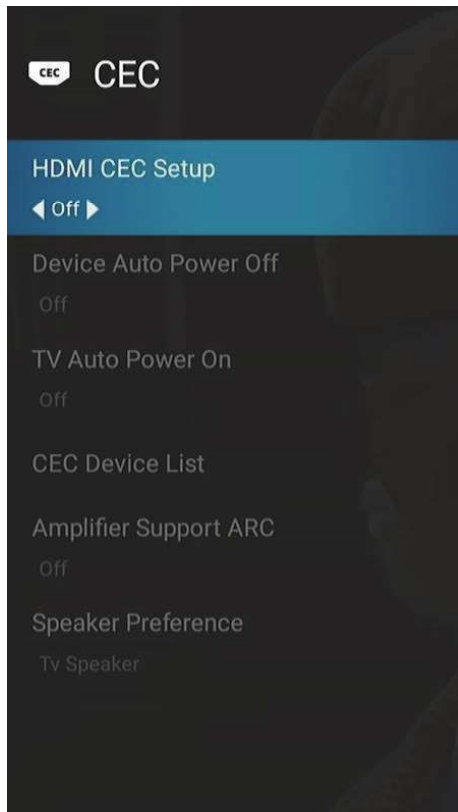 CEC CEC
HDMI CEC Setup
Off
Device Auto Power Off
Off
TV Auto Power On
Off
CEC Device List
Amplifier Support ARC
Off
Speaker Preference
Tv Speaker